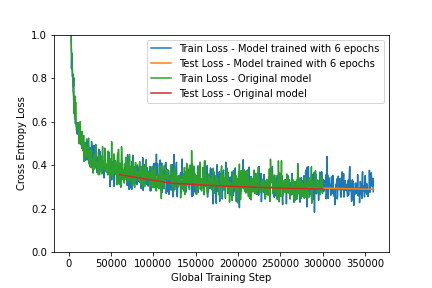 1.0
0.8
0.6
0.4
0.2
0.0
Cross Entropy Loss
Train Loss - Model trained with 6 epochs
Test Loss - Model trained with 6 epochs
Train Loss - Original model
Test Loss - Original model
0 50000 100000 150000 200000 250000 300000 350000
Global Training Step